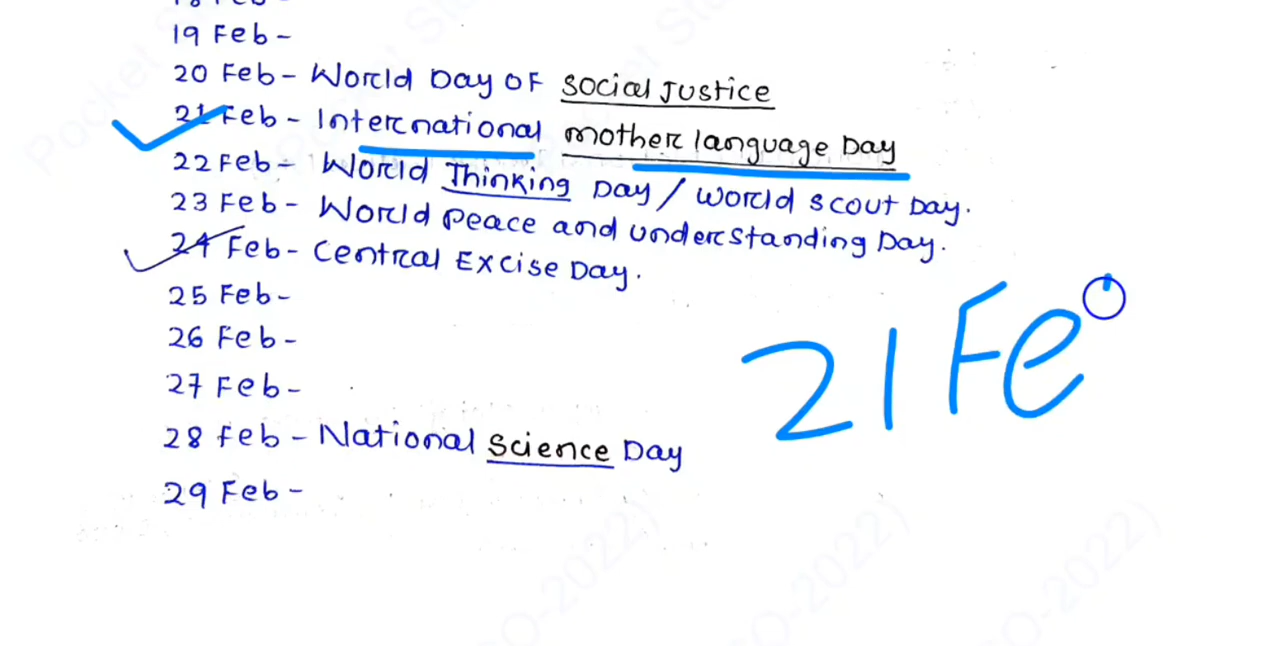 19 Feb -
20 Feb - World Day of Social Justice
21 Feb - International mother language Day
22 Feb - World Thinking Day / World scout Day.
23 Feb - World peace and understanding Day.
24 Feb - Central Excise Day.
25 Feb -
26 Feb -
27 Feb -
28 Feb - National Science Day
29 Feb -
21 Fe